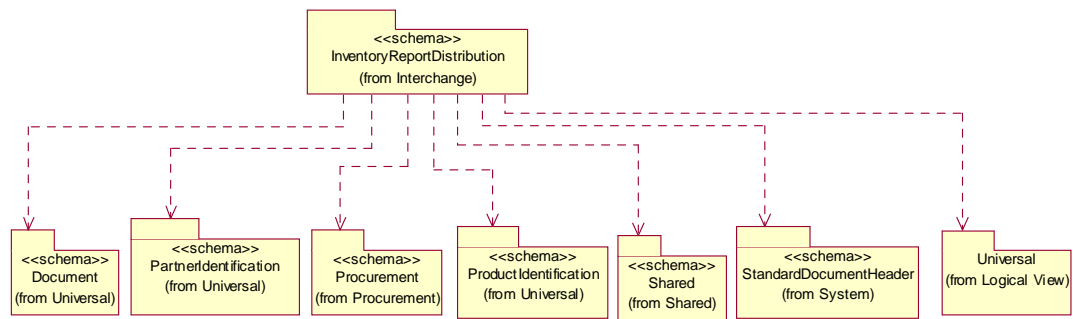 <<schema>>
InventoryReportDistribution
(from Interchange)
<<schema>>
Document
(from Universal)
<<schema>>
PartnerIdentification
(from Universal)
<<schema>>
Procurement
(from Procurement)
<<schema>>
ProductIdentification
(from Universal)
<<schema>>
Shared
(from Shared)
<<schema>>
StandardDocumentHeader
(from System)
Universal
(from Logical View)